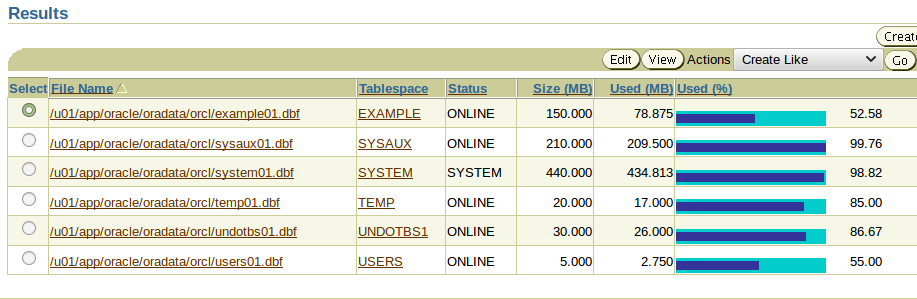 Results
Create
Edit View Actions Create Like Go
Select File Name Tablespace Status Size (MB) Used (MB) Used (%)
/u01/app/oracle/oradata/orcl/example01.dbf EXAMPLE ONLINE 150.000 78.875 52.58
/u01/app/oracle/oradata/orcl/sysaux01.dbf SYSAUX ONLINE 210.000 209.500 99.76
/u01/app/oracle/oradata/orcl/system01.dbf SYSTEM SYSTEM 440.000 434.813 98.82
/u01/app/oracle/oradata/orcl/temp01.dbf TEMP ONLINE 20.000 17.000 85.00
/u01/app/oracle/oradata/orcl/undotbs01.dbf UNDOTBS1 ONLINE 30.000 26.000 86.67
/u01/app/oracle/oradata/orcl/users01.dbf USERS ONLINE 5.000 2.750 55.00